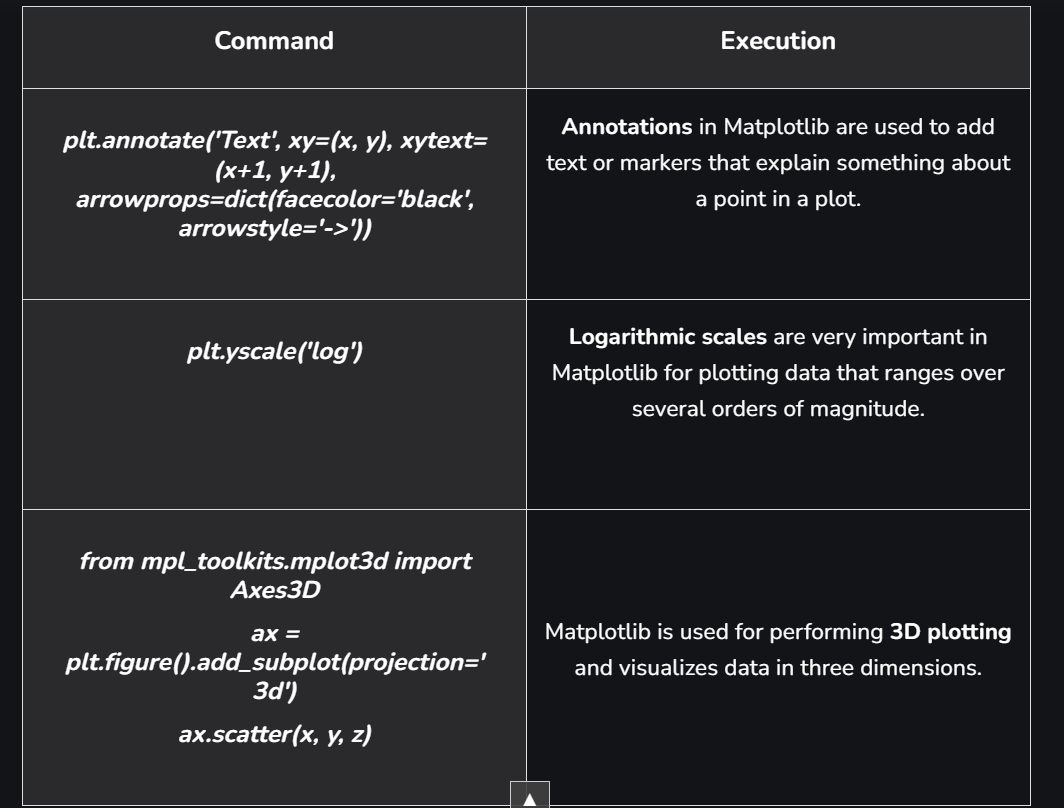 Command
Execution
plt.annotate('Text', xy=(x, y), xytext=
(x+1, y+1),
arrowprops=dict(facecolor='black',
arrowstyle='->'))
Annotations in Matplotlib are used to add
text or markers that explain something about
a point in a plot.
plt.yscale('log')
Logarithmic scales are very important in
Matplotlib for plotting data that ranges over
several orders of magnitude.
from mpl_toolkits.mplot3d import
Axes3D
ax =
plt.figure().add_subplot(projection='
3d')
ax.scatter(x, y, z)
Matplotlib is used for performing 3D plotting
and visualizes data in three dimensions.